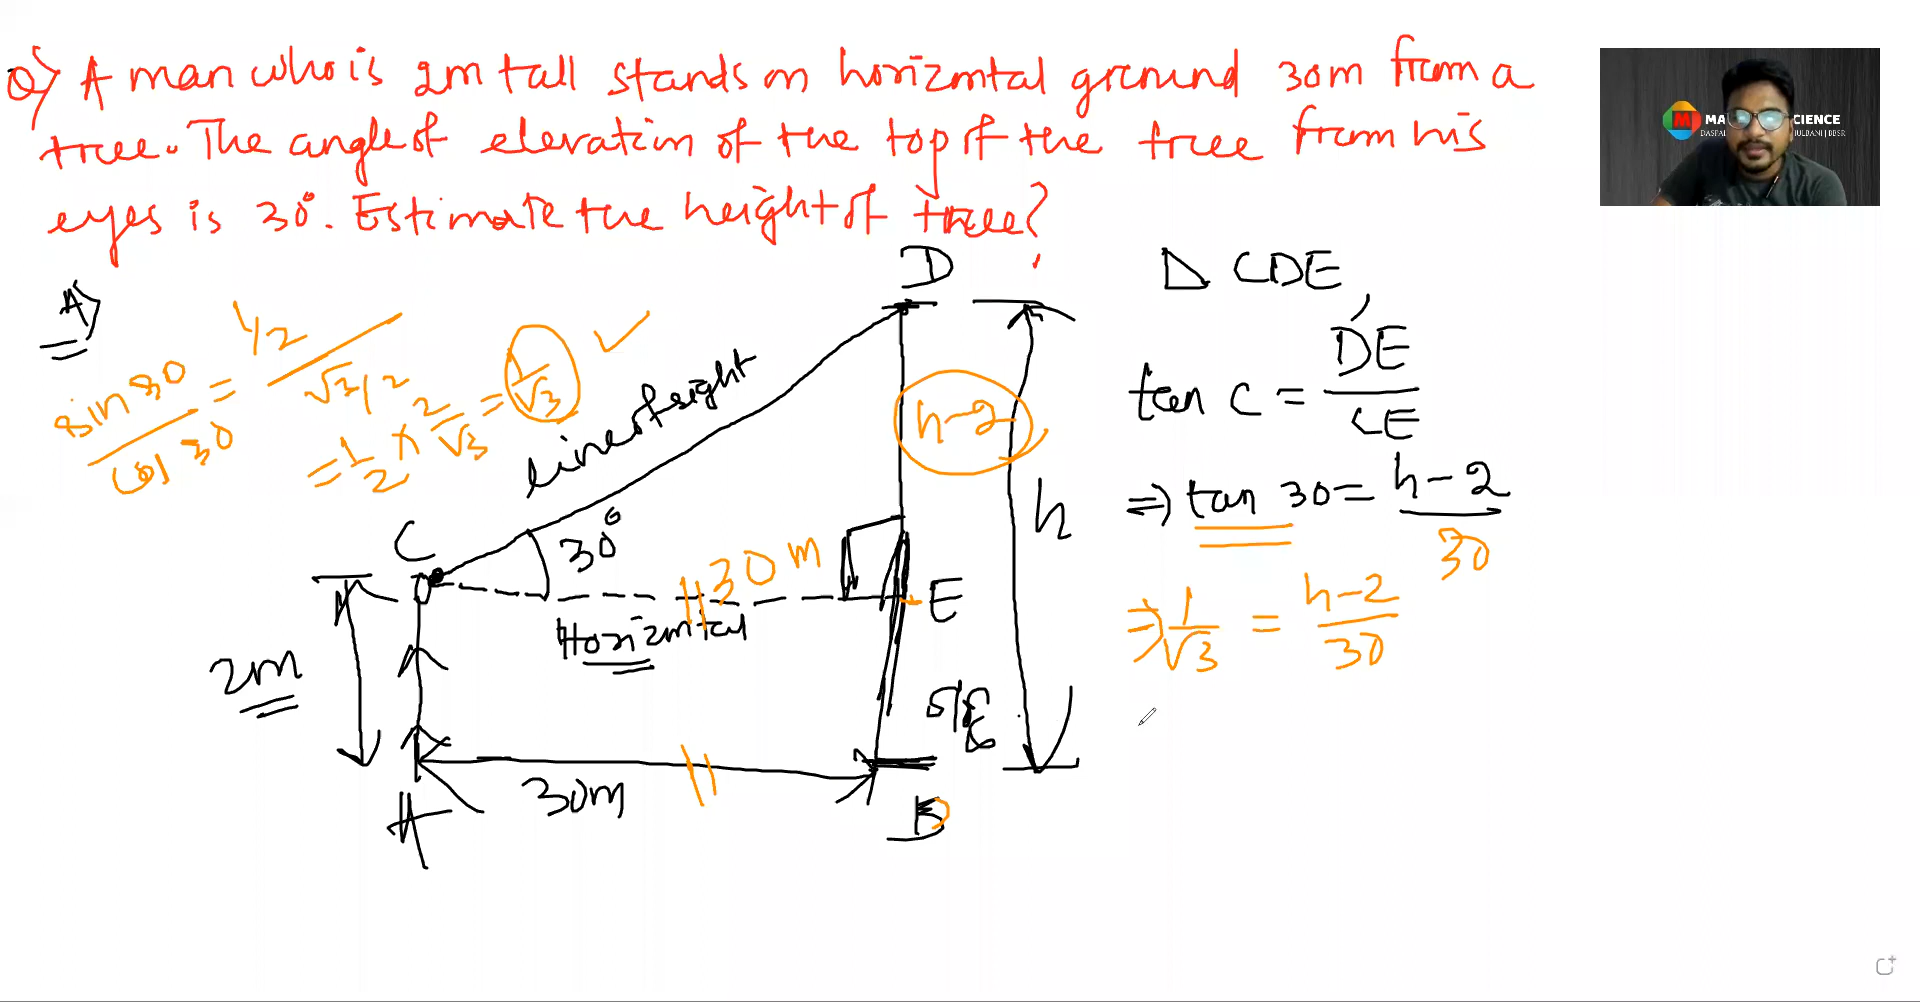 Q) A man who is 2m tall stands on horizontal ground 30m from a
tree. The angle of elevation of the top of the tree from his
eyes is 30°. Estimate the height of tree?
A)
sin 30 / cos 30 = 1/2 / √3/2
= 1/2 × 2/√3 = 1/√3 ✓
D
line of sight
h-2
h
C
30°
30 m
E
Horizontal
2m
30m
A
B
Δ CDE,
tan C = DE/CE
⇒ tan 30 = h-2/30
⇒ 1/√3 = h-2/30
M
MA
CIENCE